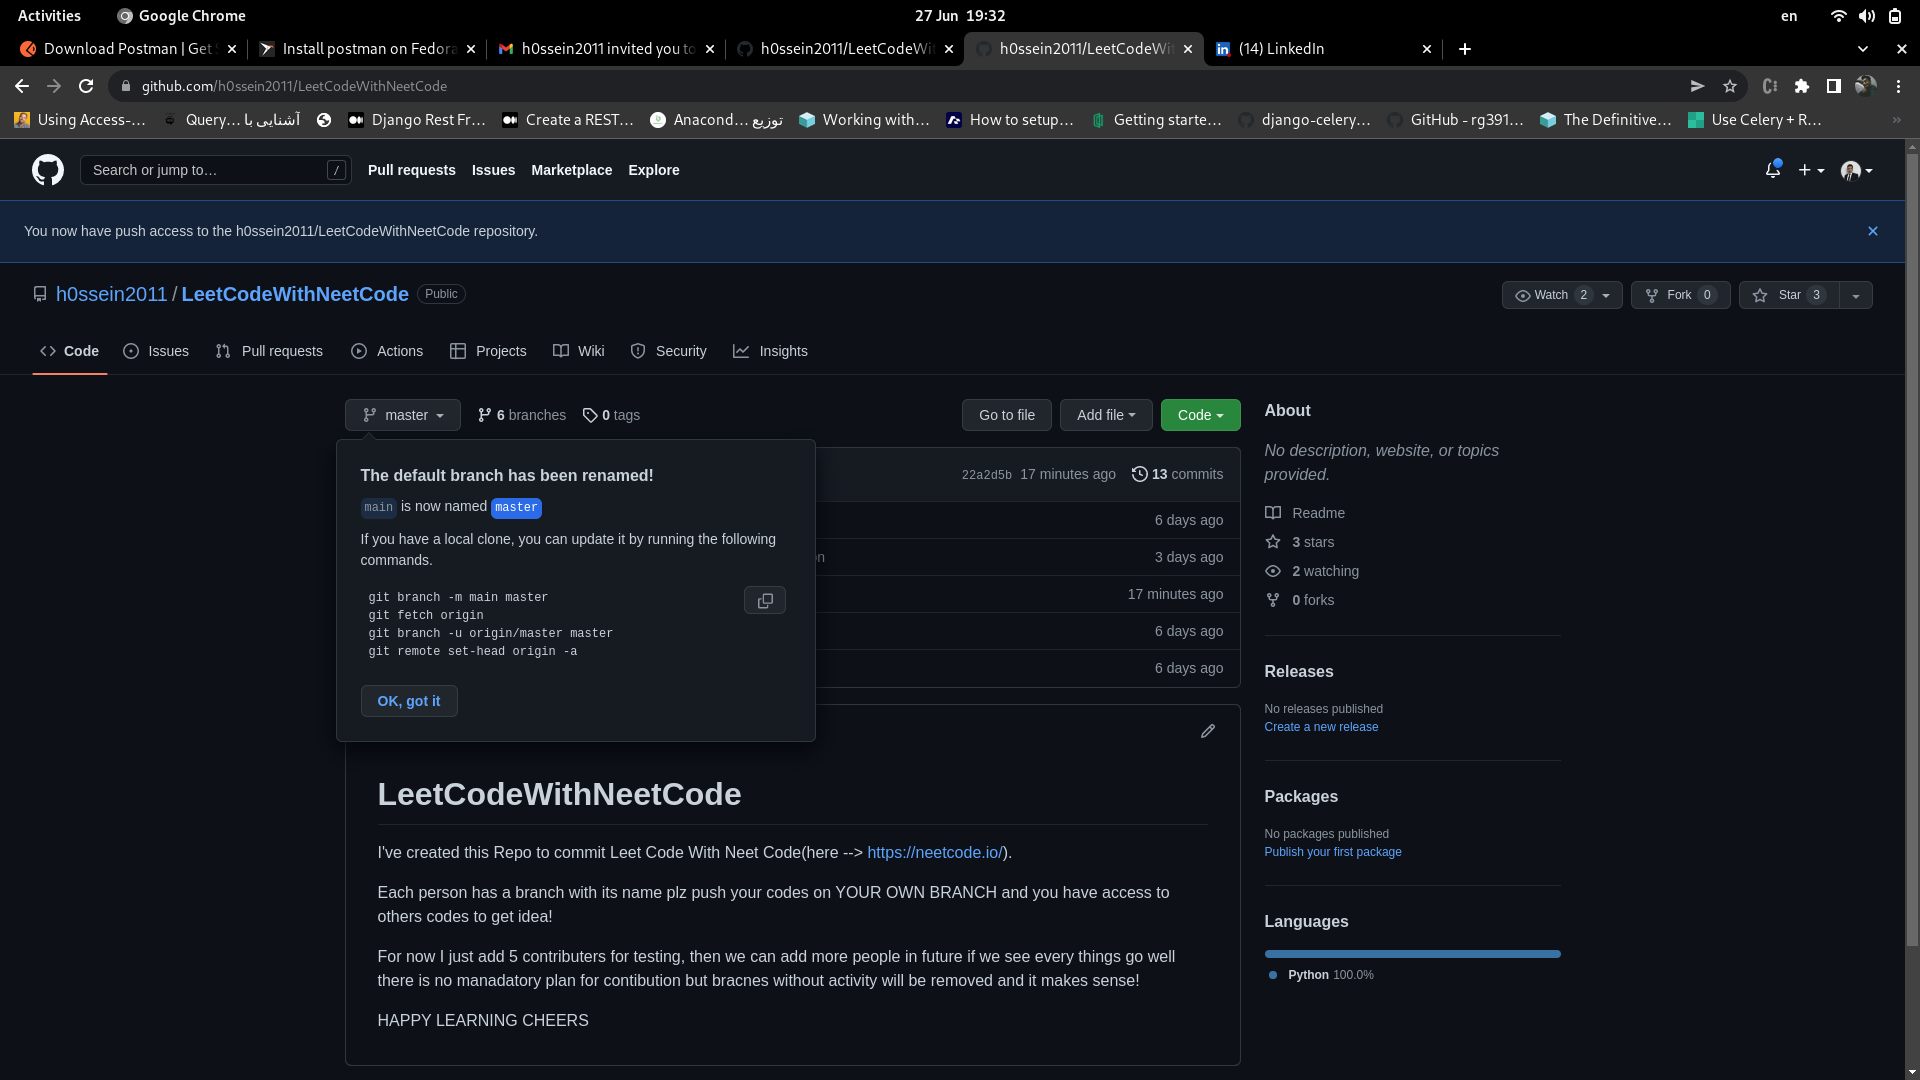 Activities Google Chrome 27 Jun 19:32 en
Download Postman | Get Install postman on Fedora h0ssein2011 invited you to h0ssein2011/LeetCodeWit h0ssein2011/LeetCodeWit (14) LinkedIn
github.com/h0ssein2011/LeetCodeWithNeetCode
Using Access-… Query… آشنایی با Django Rest Fr… Create a REST… Anacond… توزیع Working with… How to setup… Getting starte… django-celery… GitHub - rg391… The Definitive… Use Celery + R… »
Search or jump to… / Pull requests Issues Marketplace Explore
You now have push access to the h0ssein2011/LeetCodeWithNeetCode repository.
h0ssein2011 / LeetCodeWithNeetCode Public Watch 2 Fork 0 Star 3
Code Issues Pull requests Actions Projects Wiki Security Insights
master 6 branches 0 tags Go to file Add file Code
The default branch has been renamed!
main is now named master
If you have a local clone, you can update it by running the following
commands.
git branch -m main master
git fetch origin
git branch -u origin/master master
git remote set-head origin -a
OK, got it
22a2d5b 17 minutes ago 13 commits
6 days ago
on 3 days ago
17 minutes ago
6 days ago
6 days ago
LeetCodeWithNeetCode
I've created this Repo to commit Leet Code With Neet Code(here --> https://neetcode.io/).
Each person has a branch with its name plz push your codes on YOUR OWN BRANCH and you have access to
others codes to get idea!
For now I just add 5 contributers for testing, then we can add more people in future if we see every things go well
there is no manadatory plan for contibution but bracnes without activity will be removed and it makes sense!
HAPPY LEARNING CHEERS
About
No description, website, or topics
provided.
Readme
3 stars
2 watching
0 forks
Releases
No releases published
Create a new release
Packages
No packages published
Publish your first package
Languages
Python 100.0%